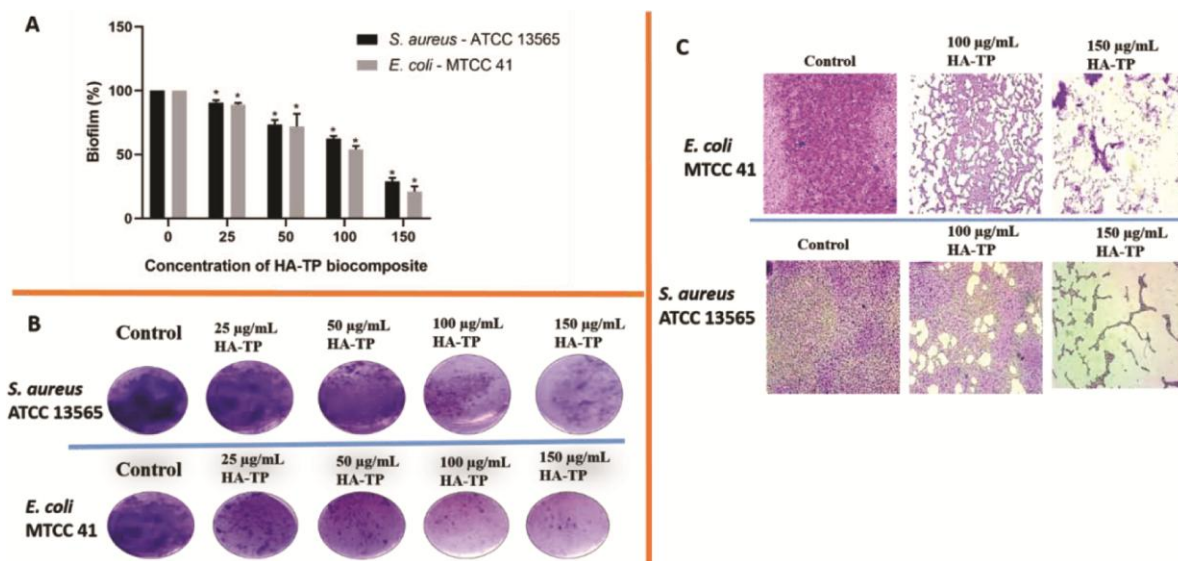 A
150
100
50
0
Biofilm (%)
S. aureus - ATCC 13565
E. coli - MTCC 41
* * * * * * * *
0 25 50 100 150
Concentration of HA-TP biocomposite
B
Control
25 µg/mL
HA-TP
50 µg/mL
HA-TP
100 µg/mL
HA-TP
150 µg/mL
HA-TP
S. aureus
ATCC 13565
Control
25 µg/mL
HA-TP
50 µg/mL
HA-TP
100 µg/mL
HA-TP
150 µg/mL
HA-TP
E. coli
MTCC 41
C
Control
100 µg/mL
HA-TP
150 µg/mL
HA-TP
E. coli
MTCC 41
Control
100 µg/mL
HA-TP
150 µg/mL
HA-TP
S. aureus
ATCC 13565